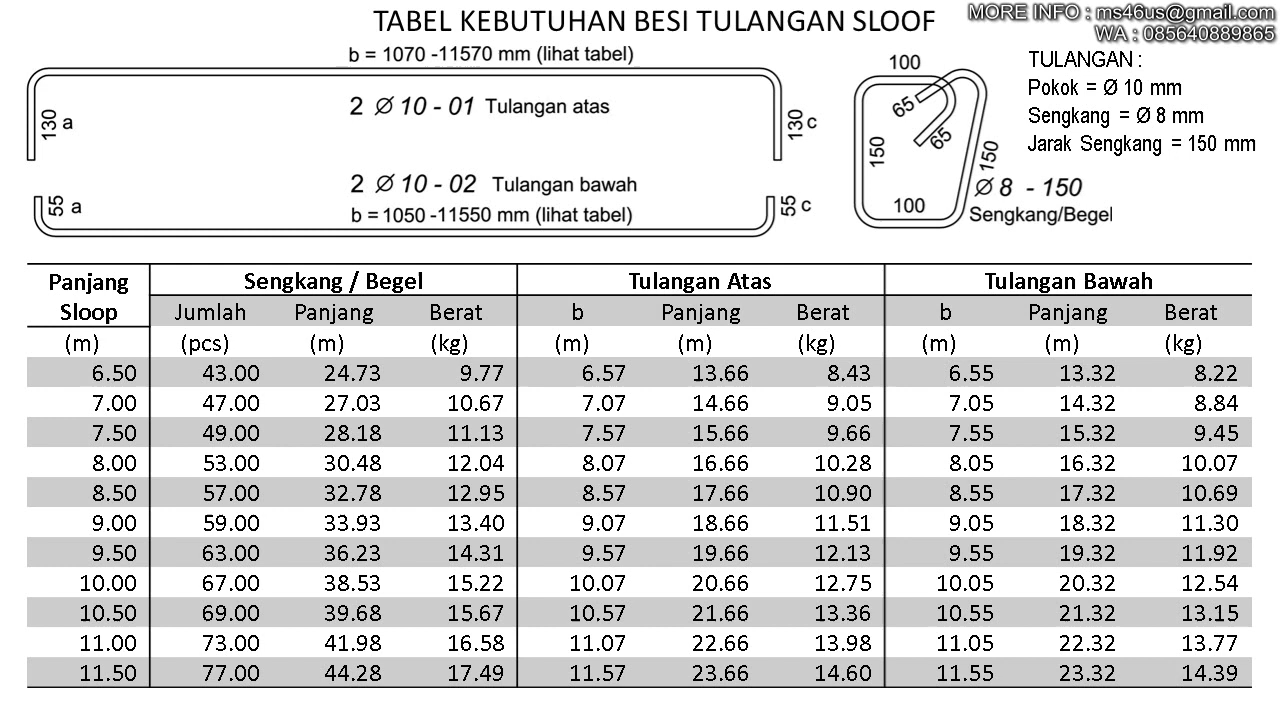 TABEL KEBUTUHAN BESI TULANGAN SLOOF
MORE INFO : ms46us@gmail.com
WA : 085640889865
b = 1070 -11570 mm (lihat tabel)
130 a
2 Ø 10 - 01 Tulangan atas
130 c
55 a
2 Ø 10 - 02 Tulangan bawah
b = 1050 -11550 mm (lihat tabel)
55 c
100
65
65
150
150
100
Ø 8 - 150
Sengkang/Begel
TULANGAN :
Pokok = Ø 10 mm
Sengkang = Ø 8 mm
Jarak Sengkang = 150 mm
Panjang Sloop Sengkang / Begel Tulangan Atas Tulangan Bawah
Jumlah Panjang Berat b Panjang Berat b Panjang Berat
(m) (pcs) (m) (kg) (m) (m) (kg) (m) (m) (kg)
6.50 43.00 24.73 9.77 6.57 13.66 8.43 6.55 13.32 8.22
7.00 47.00 27.03 10.67 7.07 14.66 9.05 7.05 14.32 8.84
7.50 49.00 28.18 11.13 7.57 15.66 9.66 7.55 15.32 9.45
8.00 53.00 30.48 12.04 8.07 16.66 10.28 8.05 16.32 10.07
8.50 57.00 32.78 12.95 8.57 17.66 10.90 8.55 17.32 10.69
9.00 59.00 33.93 13.40 9.07 18.66 11.51 9.05 18.32 11.30
9.50 63.00 36.23 14.31 9.57 19.66 12.13 9.55 19.32 11.92
10.00 67.00 38.53 15.22 10.07 20.66 12.75 10.05 20.32 12.54
10.50 69.00 39.68 15.67 10.57 21.66 13.36 10.55 21.32 13.15
11.00 73.00 41.98 16.58 11.07 22.66 13.98 11.05 22.32 13.77
11.50 77.00 44.28 17.49 11.57 23.66 14.60 11.55 23.32 14.39